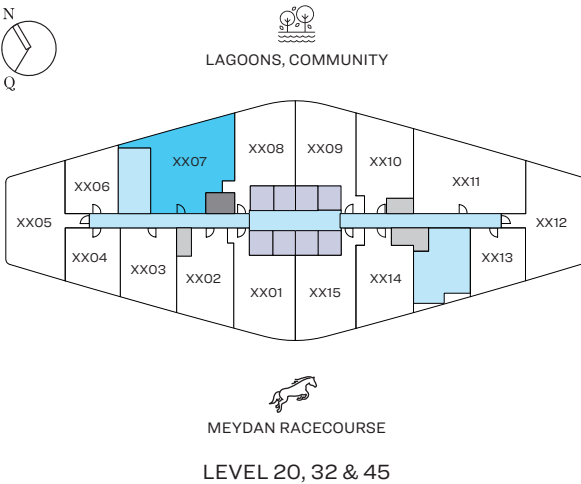 N
Q
LAGOONS, COMMUNITY
XX07
XX08
XX09
XX10
XX06
XX11
XX05
XX12
XX04
XX03
XX02
XX01
XX15
XX14
XX13
MEYDAN RACECOURSE
LEVEL 20, 32 & 45